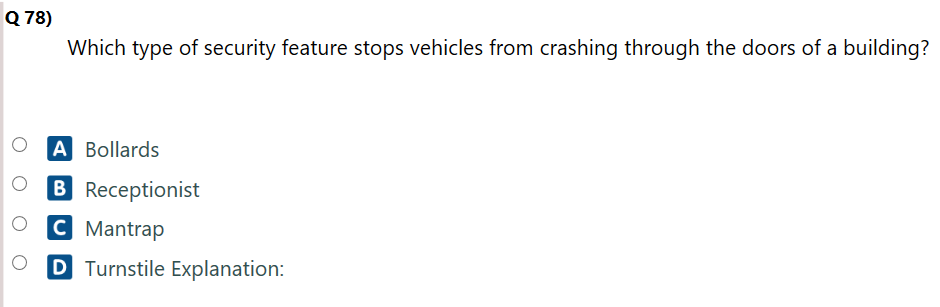 Q 78)
Which type of security feature stops vehicles from crashing through the doors of a building?
A Bollards
B Receptionist
C Mantrap
D Turnstile Explanation: